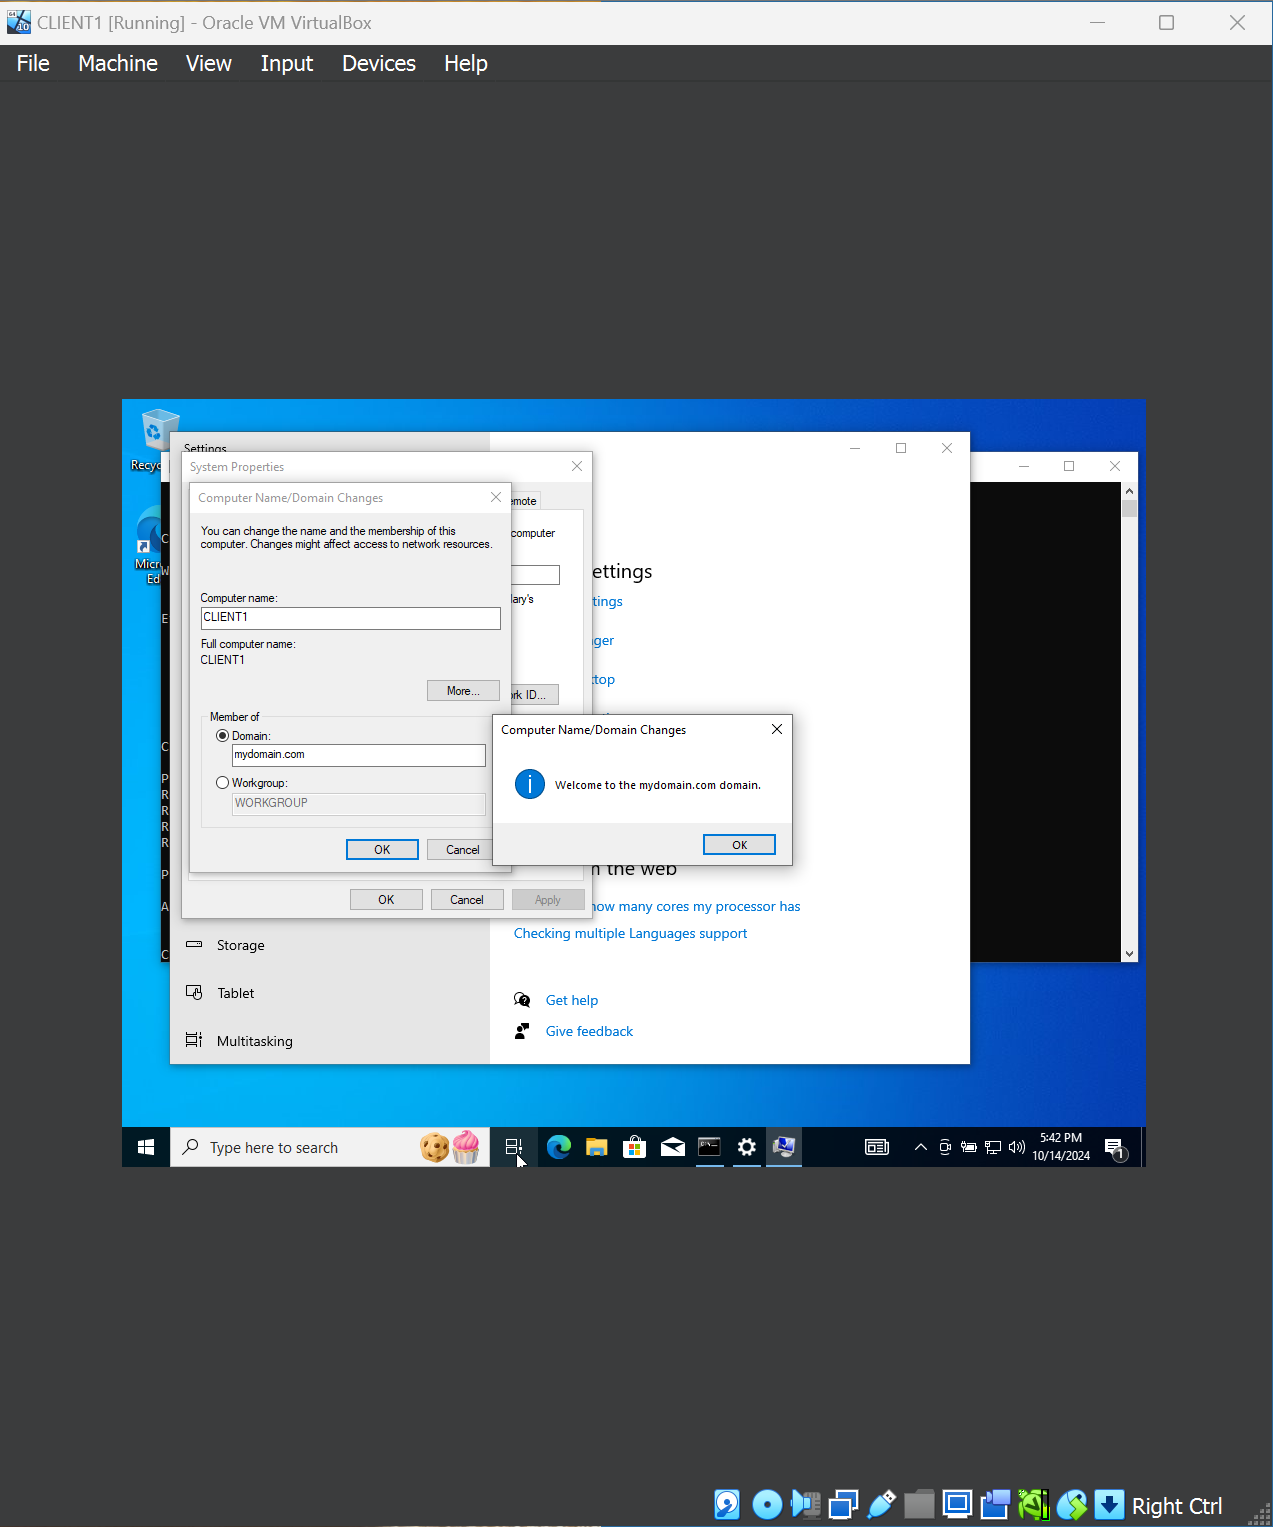 CLIENT1 [Running] - Oracle VM VirtualBox
File Machine View Input Devices Help
Settings
System Properties
Computer Name/Domain Changes
You can change the name and the membership of this
computer. Changes might affect access to network resources.
Computer name:
CLIENT1
Full computer name:
CLIENT1
More...
Member of
Domain:
mydomain.com
Workgroup:
WORKGROUP
OK Cancel
OK Cancel Apply
emote
computer
lary's
ork ID...
ettings
tings
ger
top
Computer Name/Domain Changes
Welcome to the mydomain.com domain.
OK
the web
how many cores my processor has
Checking multiple Languages support
Get help
Give feedback
Storage
Tablet
Multitasking
Recyc
Micr
Ed
C
W
E
C
P
R
R
R
R
P
A
C
Type here to search
5:42 PM
10/14/2024
1
Right Ctrl